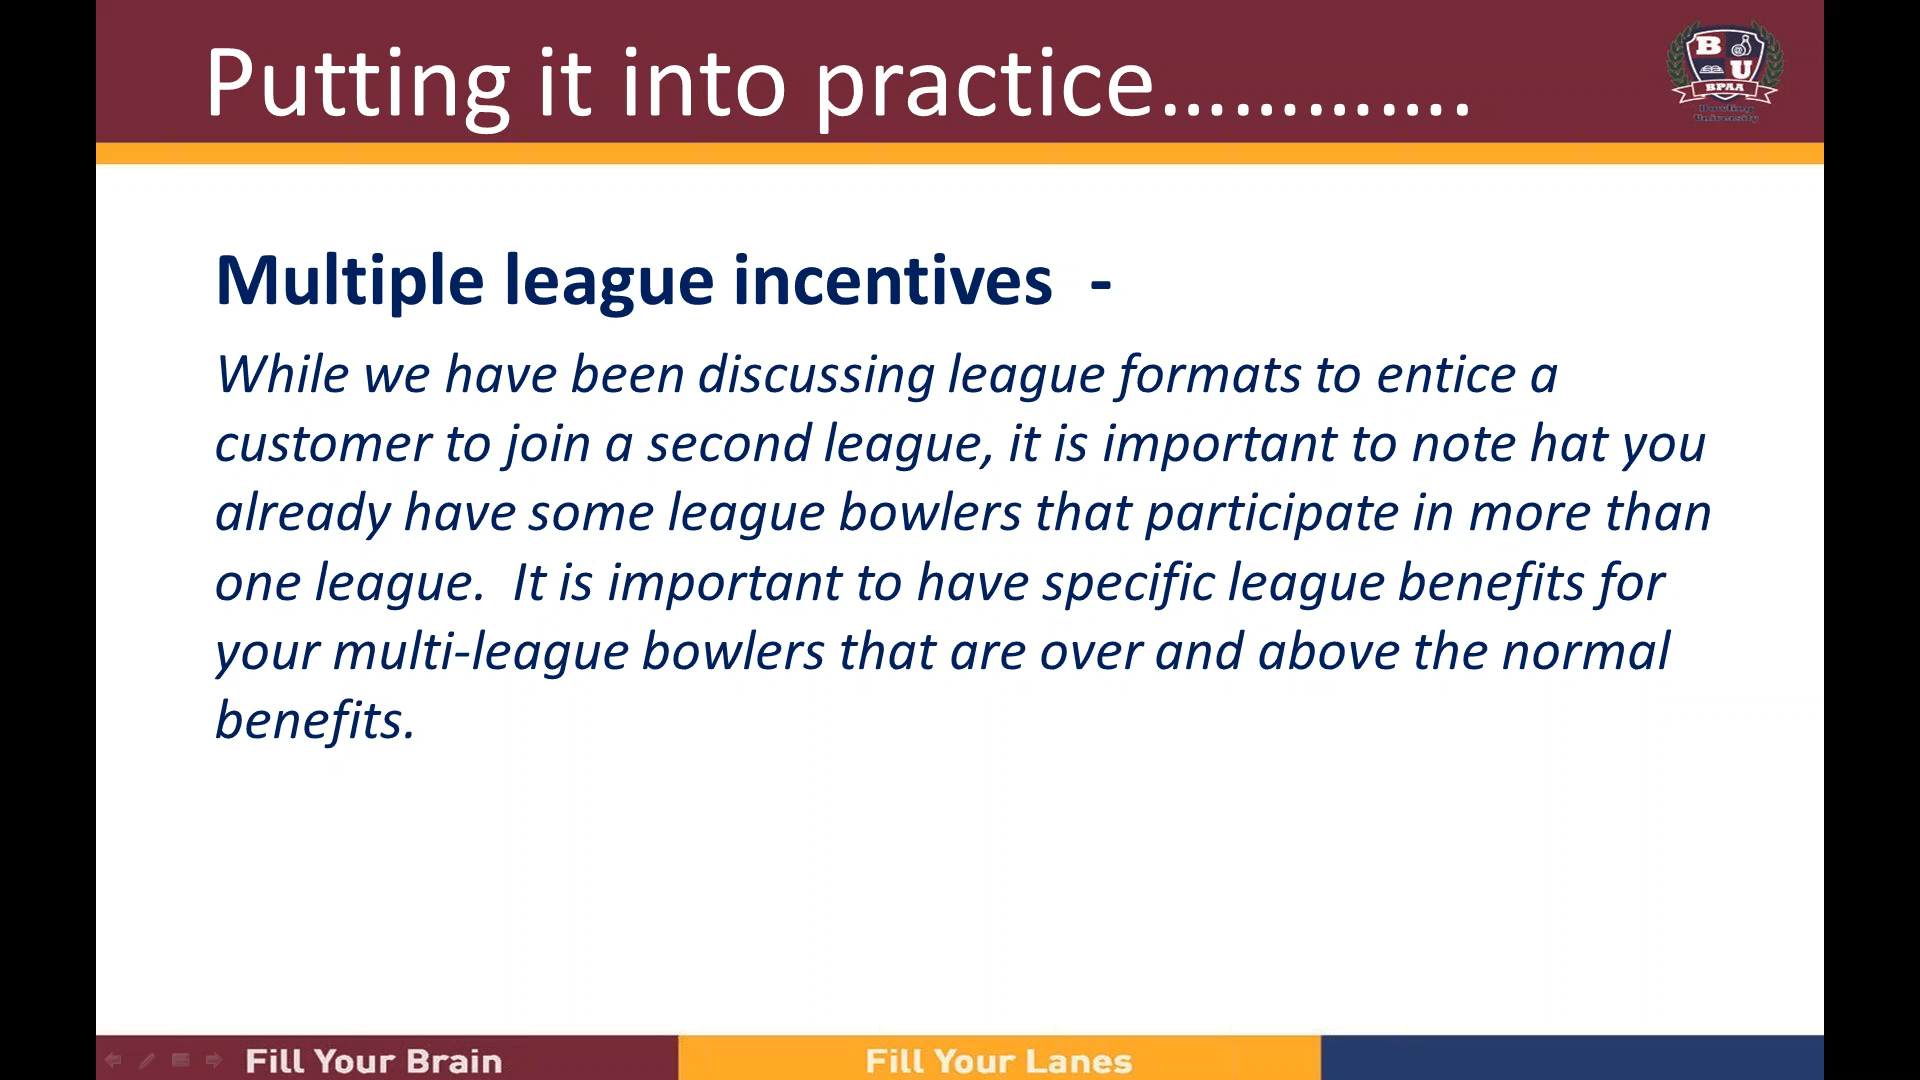 Putting it into practice………….
B
U
BPAA
Bowling
University
Multiple league incentives  -
While we have been discussing league formats to entice a
customer to join a second league, it is important to note hat you
already have some league bowlers that participate in more than
one league.  It is important to have specific league benefits for
your multi-league bowlers that are over and above the normal
benefits.
Fill Your Brain
Fill Your Lanes